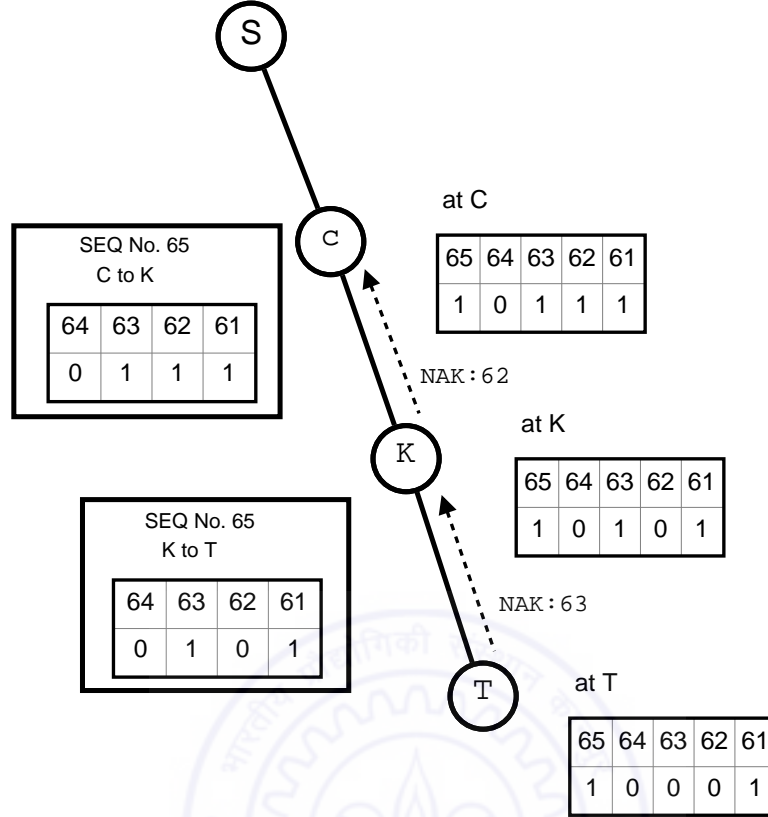 S
C
at C
65 64 63 62 61
1 0 1 1 1
SEQ No. 65
C to K
64 63 62 61
0 1 1 1
NAK:62
K
at K
65 64 63 62 61
1 0 1 0 1
SEQ No. 65
K to T
64 63 62 61
0 1 0 1
NAK:63
T
at T
65 64 63 62 61
1 0 0 0 1